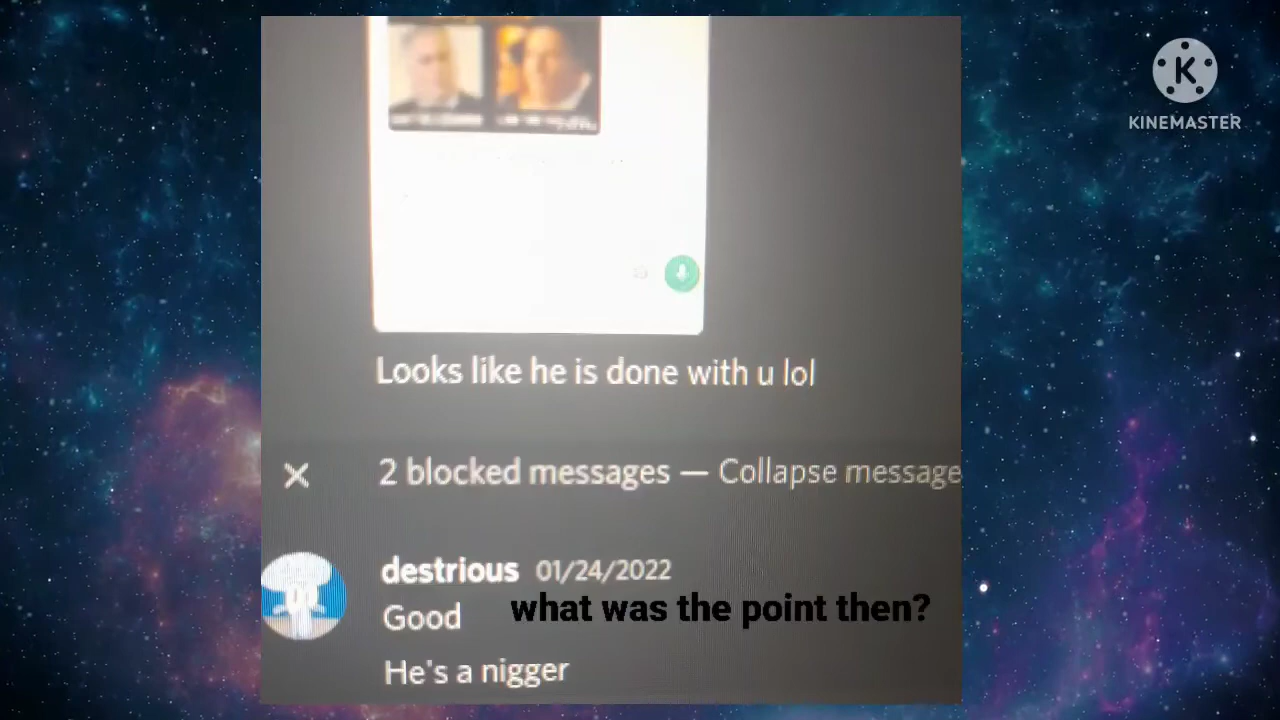 KINEMASTER
Looks like he is done with u lol
2 blocked messages — Collapse message
destrious 01/24/2022
Good
what was the point then?
He's a nigger